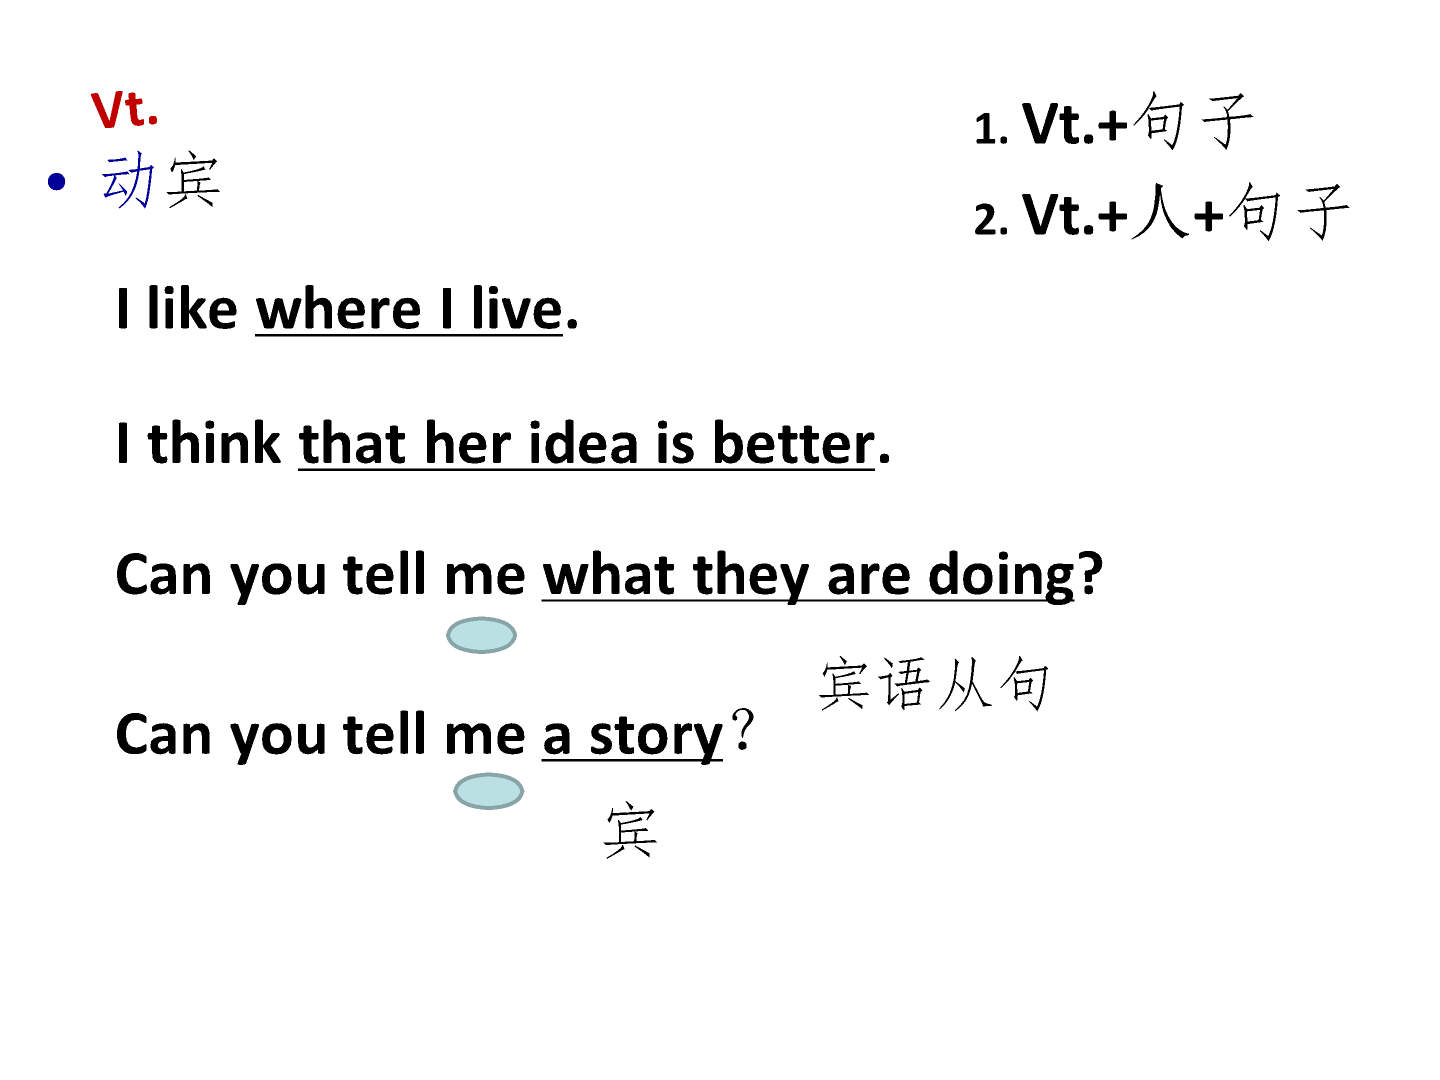 Vt.
• 动宾
1. Vt.+句子
2. Vt.+人+句子
I like where I live.
I think that her idea is better.
Can you tell me what they are doing?
宾语从句
Can you tell me a story？
宾